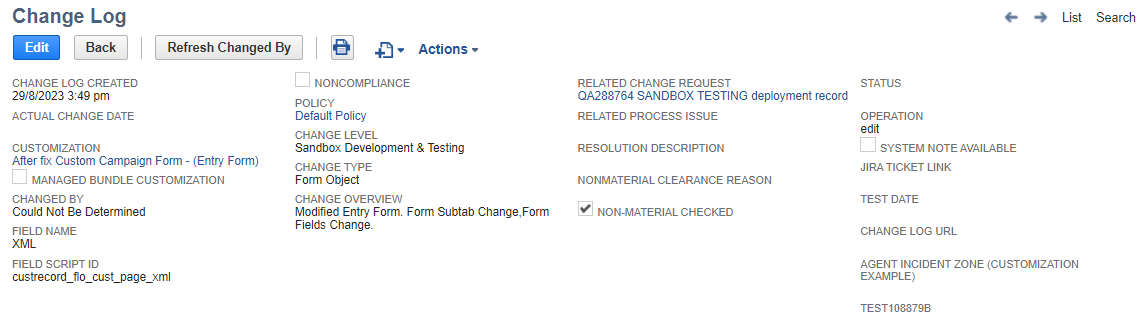 Change Log
List
Search
Edit
Back
Refresh Changed By
Actions
CHANGE LOG CREATED
29/8/2023 3:49 pm
ACTUAL CHANGE DATE
CUSTOMIZATION
After fix Custom Campaign Form - (Entry Form)
MANAGED BUNDLE CUSTOMIZATION
CHANGED BY
Could Not Be Determined
FIELD NAME
XML
FIELD SCRIPT ID
custrecord_flo_cust_page_xml
NONCOMPLIANCE
POLICY
Default Policy
CHANGE LEVEL
Sandbox Development & Testing
CHANGE TYPE
Form Object
CHANGE OVERVIEW
Modified Entry Form. Form Subtab Change,Form
Fields Change.
RELATED CHANGE REQUEST
QA288764 SANDBOX TESTING deployment record
RELATED PROCESS ISSUE
RESOLUTION DESCRIPTION
NONMATERIAL CLEARANCE REASON
NON-MATERIAL CHECKED
STATUS
OPERATION
edit
SYSTEM NOTE AVAILABLE
JIRA TICKET LINK
TEST DATE
CHANGE LOG URL
AGENT INCIDENT ZONE (CUSTOMIZATION
EXAMPLE)
TEST108879B